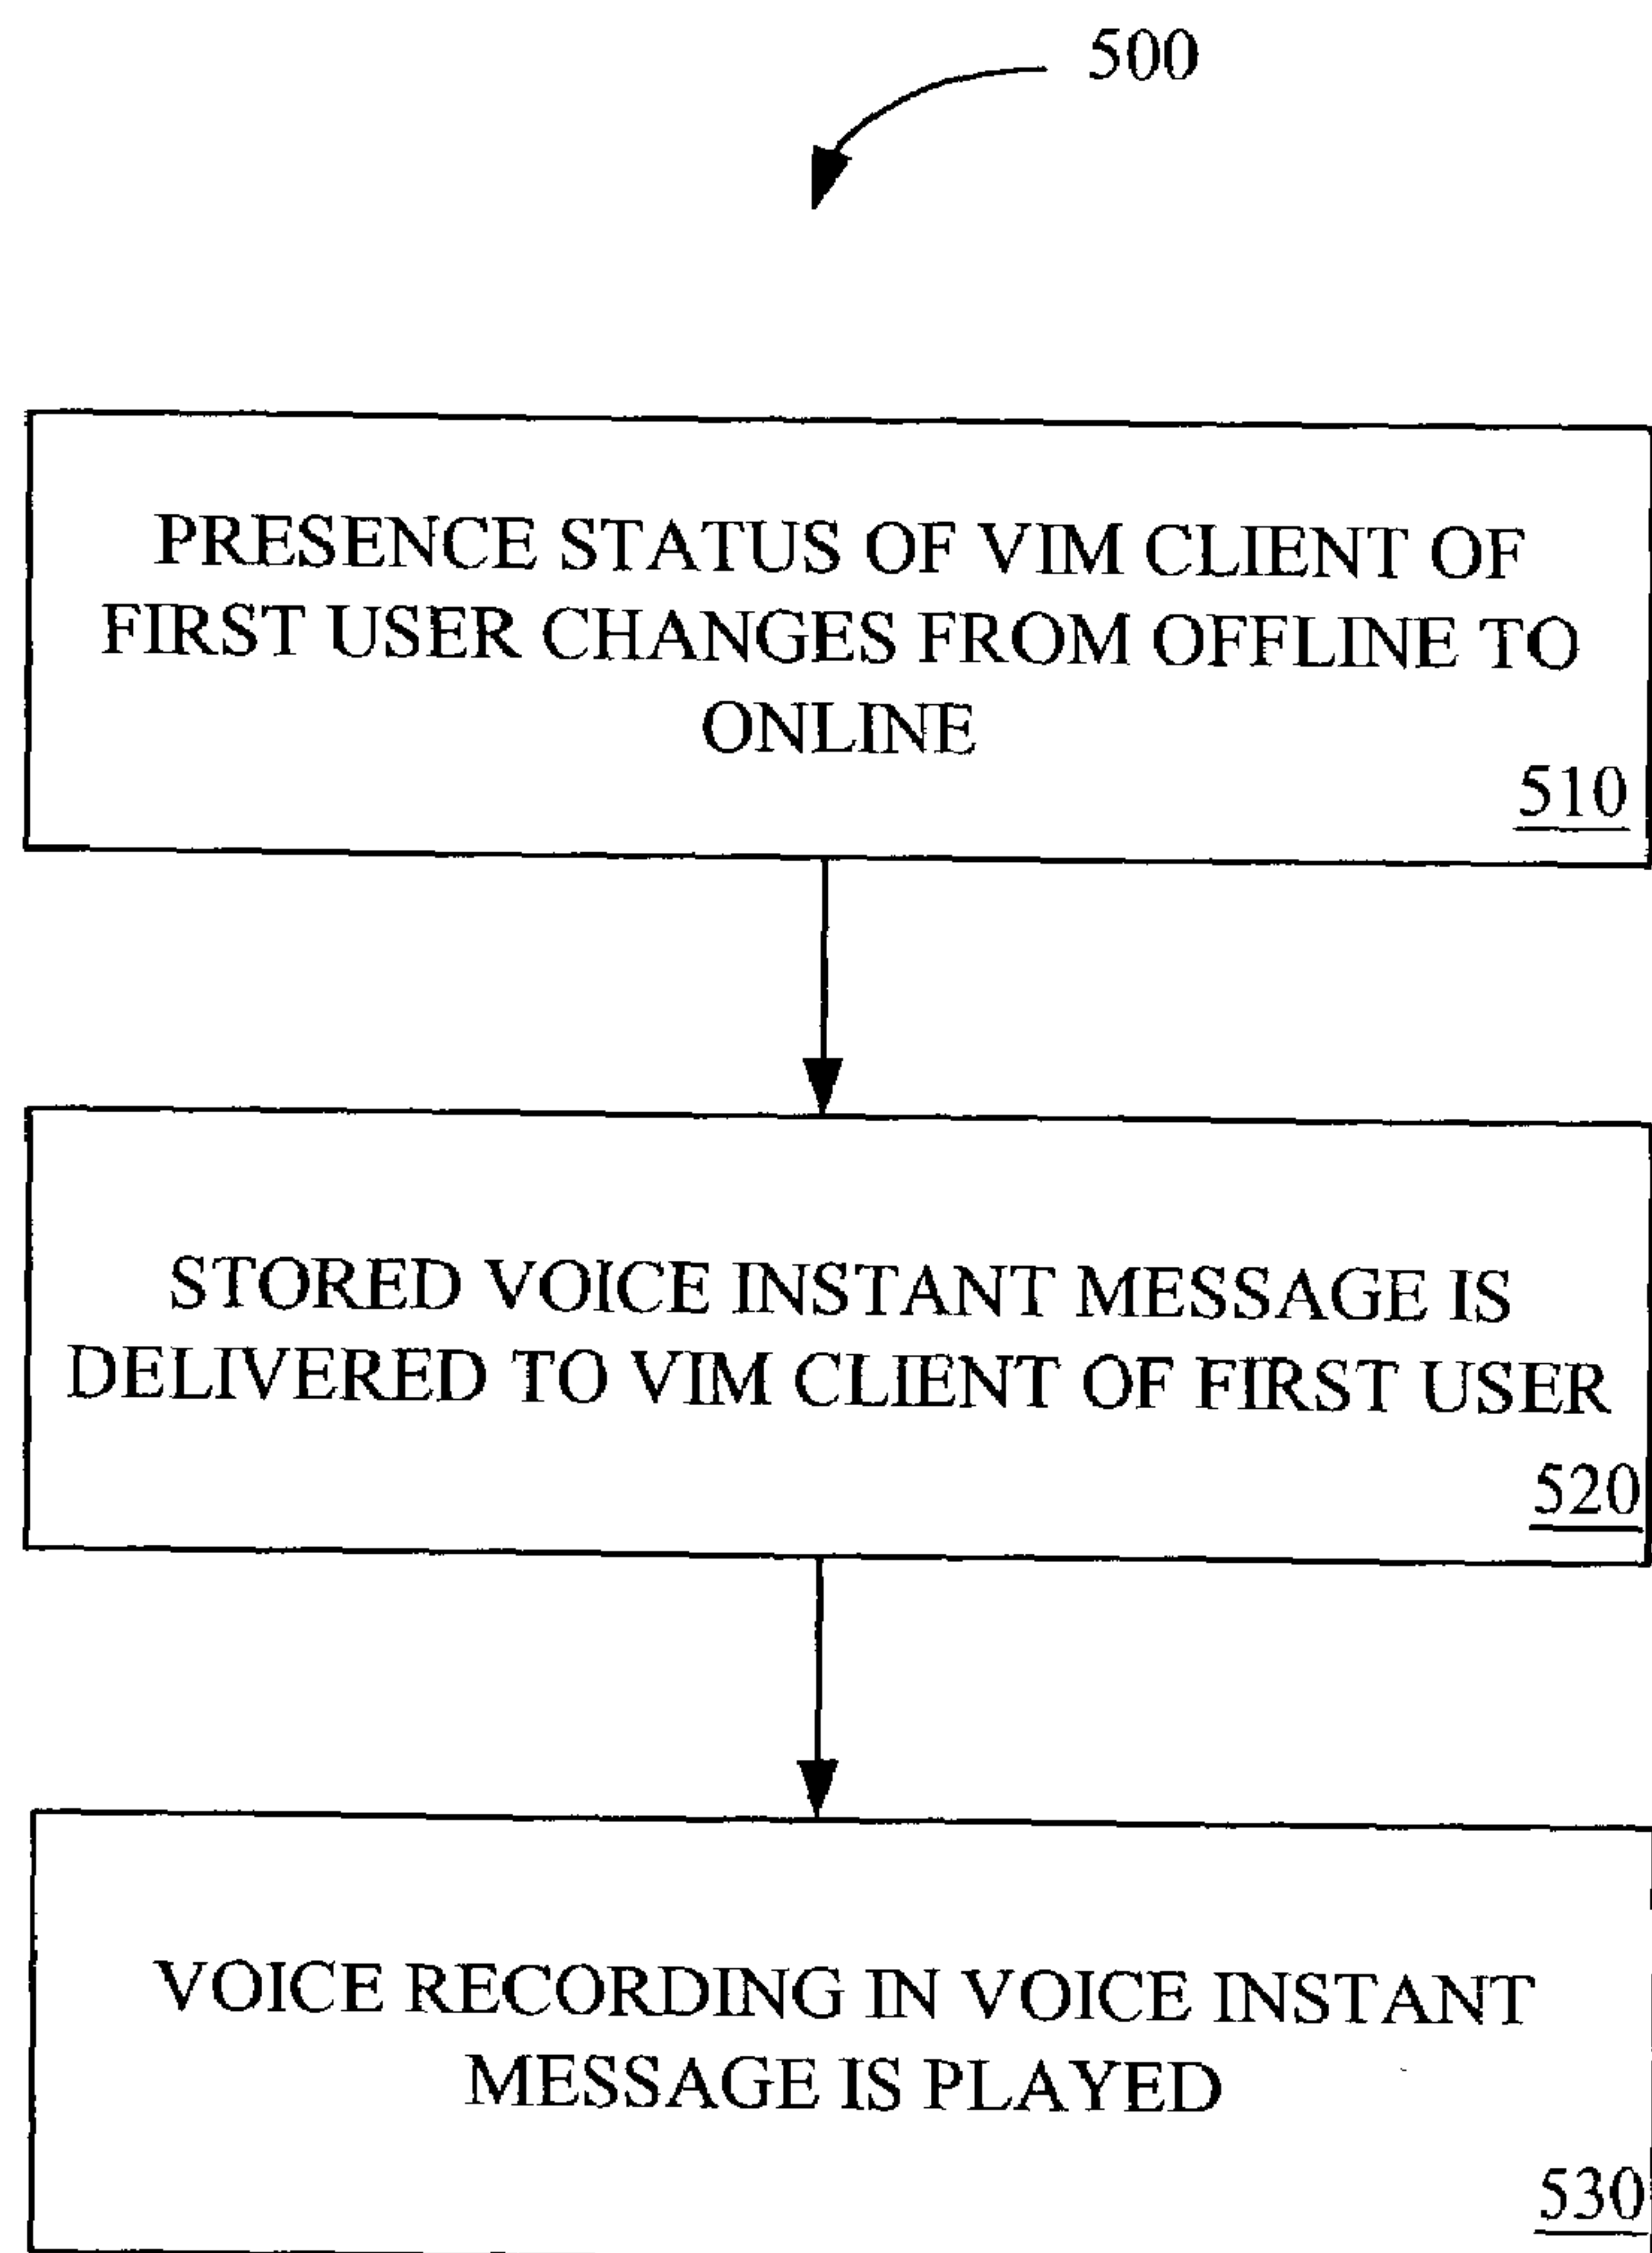 500
PRESENCE STATUS OF VIM CLIENT OF
FIRST USER CHANGES FROM OFFLINE TO
ONLINE
510
STORED VOICE INSTANT MESSAGE IS
DELIVERED TO VIM CLIENT OF FIRST USER
520
VOICE RECORDING IN VOICE INSTANT
MESSAGE IS PLAYED
530